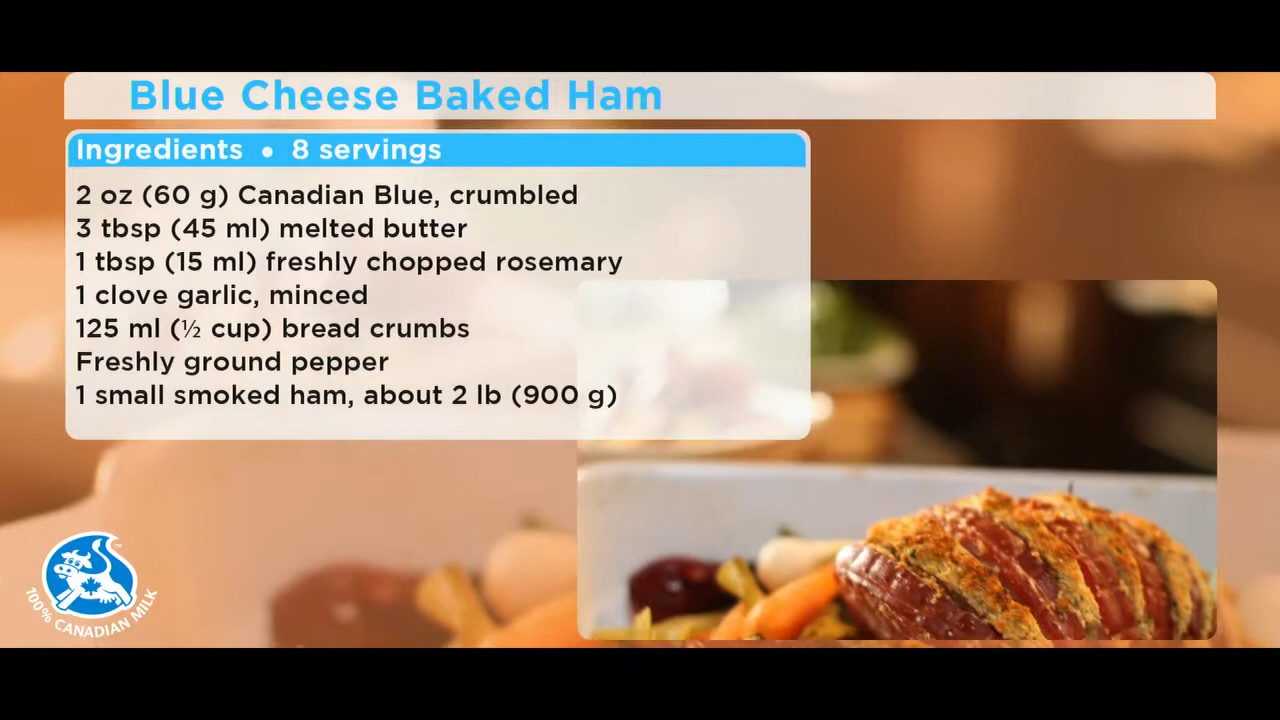 Blue Cheese Baked Ham
Ingredients • 8 servings
2 oz (60 g) Canadian Blue, crumbled
3 tbsp (45 ml) melted butter
1 tbsp (15 ml) freshly chopped rosemary
1 clove garlic, minced
125 ml (½ cup) bread crumbs
Freshly ground pepper
1 small smoked ham, about 2 lb (900 g)
100% CANADIAN MILK
TM